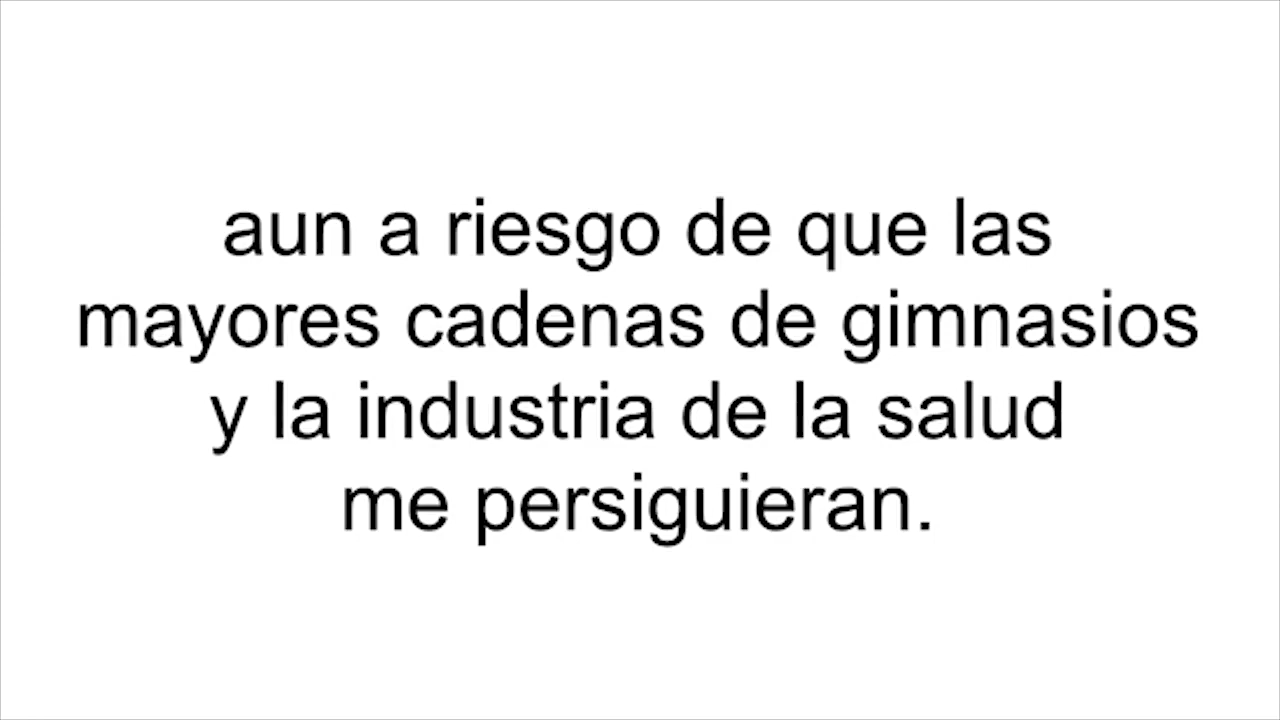 aun a riesgo de que las
mayores cadenas de gimnasios
y la industria de la salud
me persiguieran.